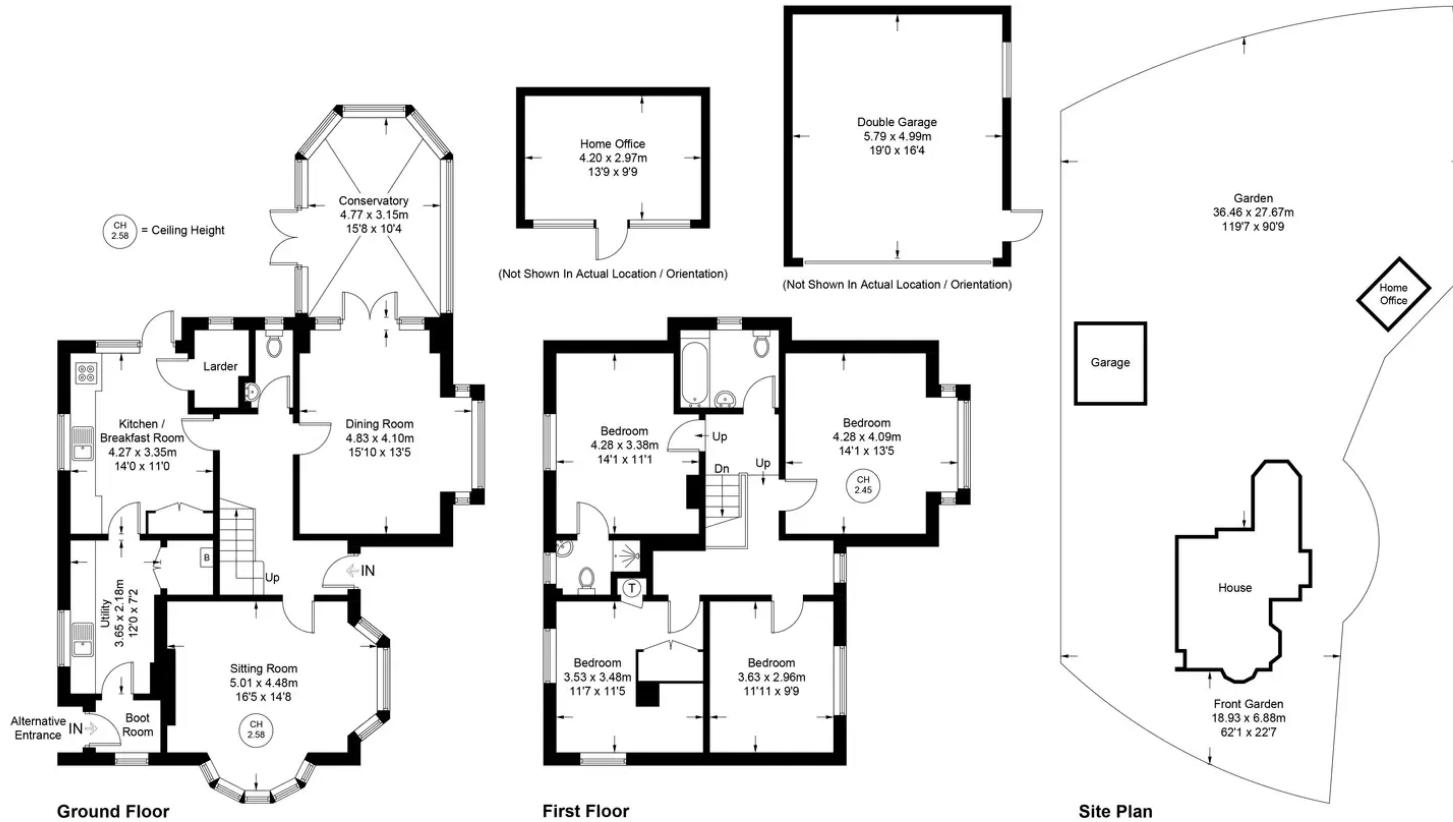 Home Office
4.20 x 2.97m
13'9 x 9'9
(Not Shown In Actual Location / Orientation)
Double Garage
5.79 x 4.99m
19'0 x 16'4
(Not Shown In Actual Location / Orientation)
CH
2.58
= Ceiling Height
Conservatory
4.77 x 3.15m
15'8 x 10'4
Larder
Kitchen /
Breakfast Room
4.27 x 3.35m
14'0 x 11'0
Dining Room
4.83 x 4.10m
15'10 x 13'5
B
Up
IN
Utility
3.65 x 2.18m
12'0 x 7'2
Sitting Room
5.01 x 4.48m
16'5 x 14'8
CH
2.58
Boot
Room
Alternative
Entrance
IN
Ground Floor
Bedroom
4.28 x 3.38m
14'1 x 11'1
Up
Dn
Up
Bedroom
4.28 x 4.09m
14'1 x 13'5
CH
2.45
T
Bedroom
3.53 x 3.48m
11'7 x 11'5
Bedroom
3.63 x 2.96m
11'11 x 9'9
First Floor
Garden
36.46 x 27.67m
119'7 x 90'9
Home
Office
Garage
House
Front Garden
18.93 x 6.88m
62'1 x 22'7
Site Plan